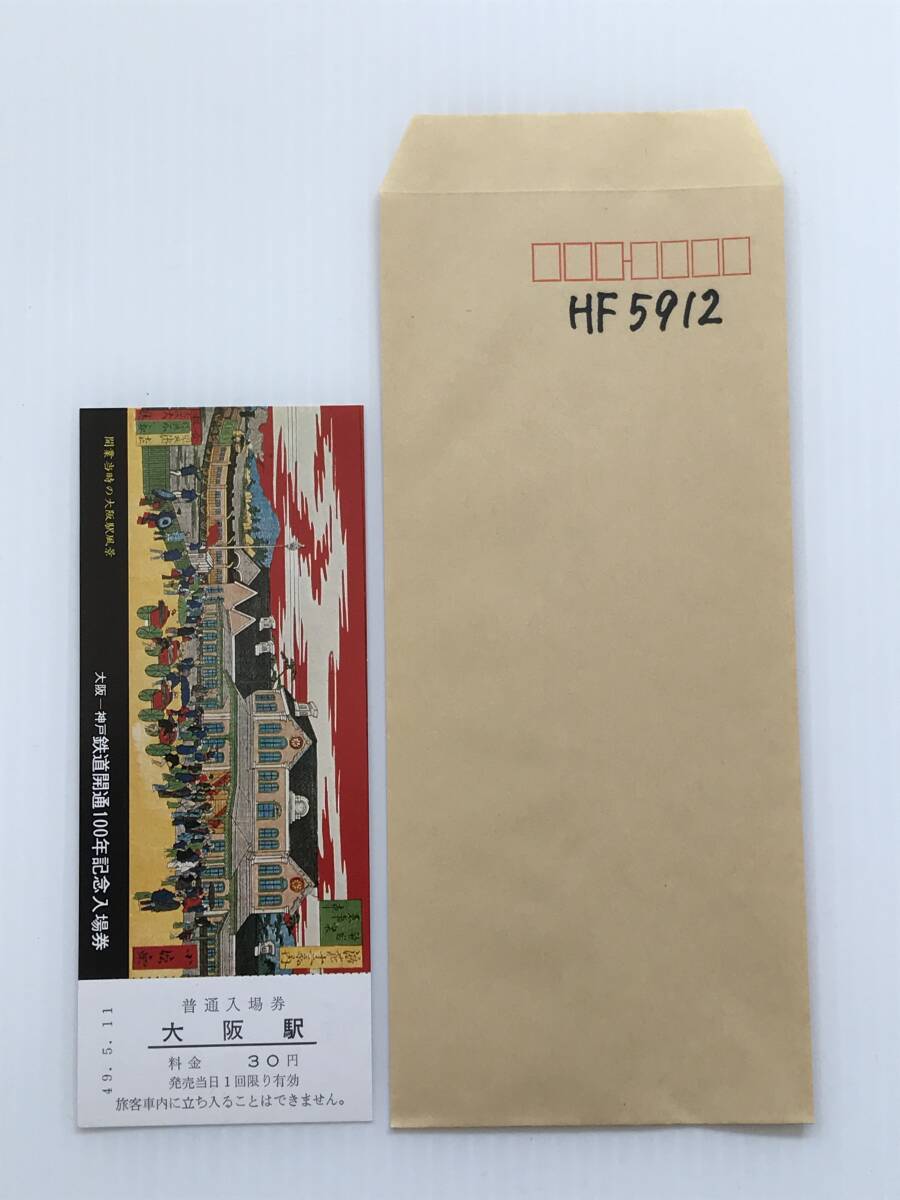 HF5912
開業当時の大阪駅風景
大阪ー神戸鉄道開通100年記念入場券
普通入場券
大阪駅
料金 30円
発売当日1回限り有効
旅客車内に立ち入ることはできません。
49.5.11